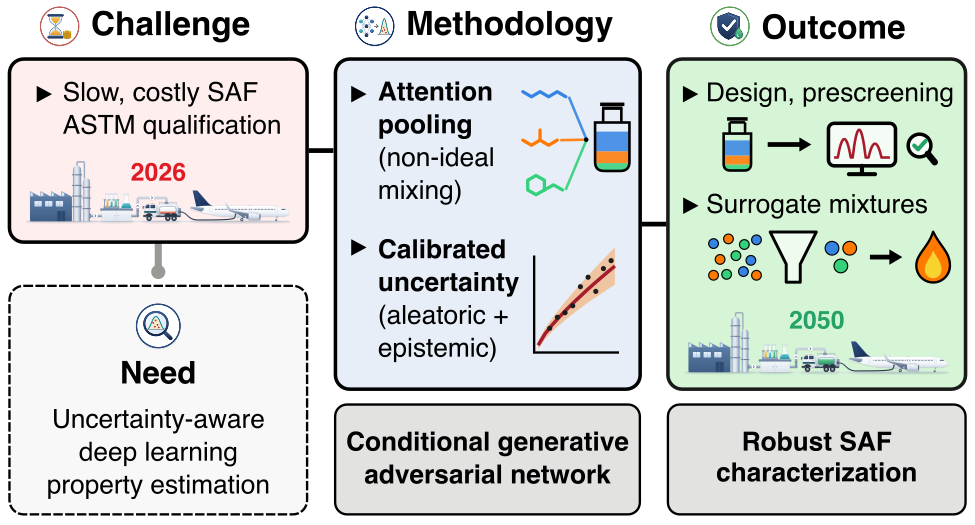 Challenge
▶ Slow, costly SAF
ASTM qualification
2026
Need
Uncertainty-aware
deep learning
property estimation
Methodology
▶ Attention
pooling
(non-ideal
mixing)
▶ Calibrated
uncertainty
(aleatoric +
epistemic)
Conditional generative
adversarial network
Outcome
▶ Design, prescreening
▶ Surrogate mixtures
2050
Robust SAF
characterization